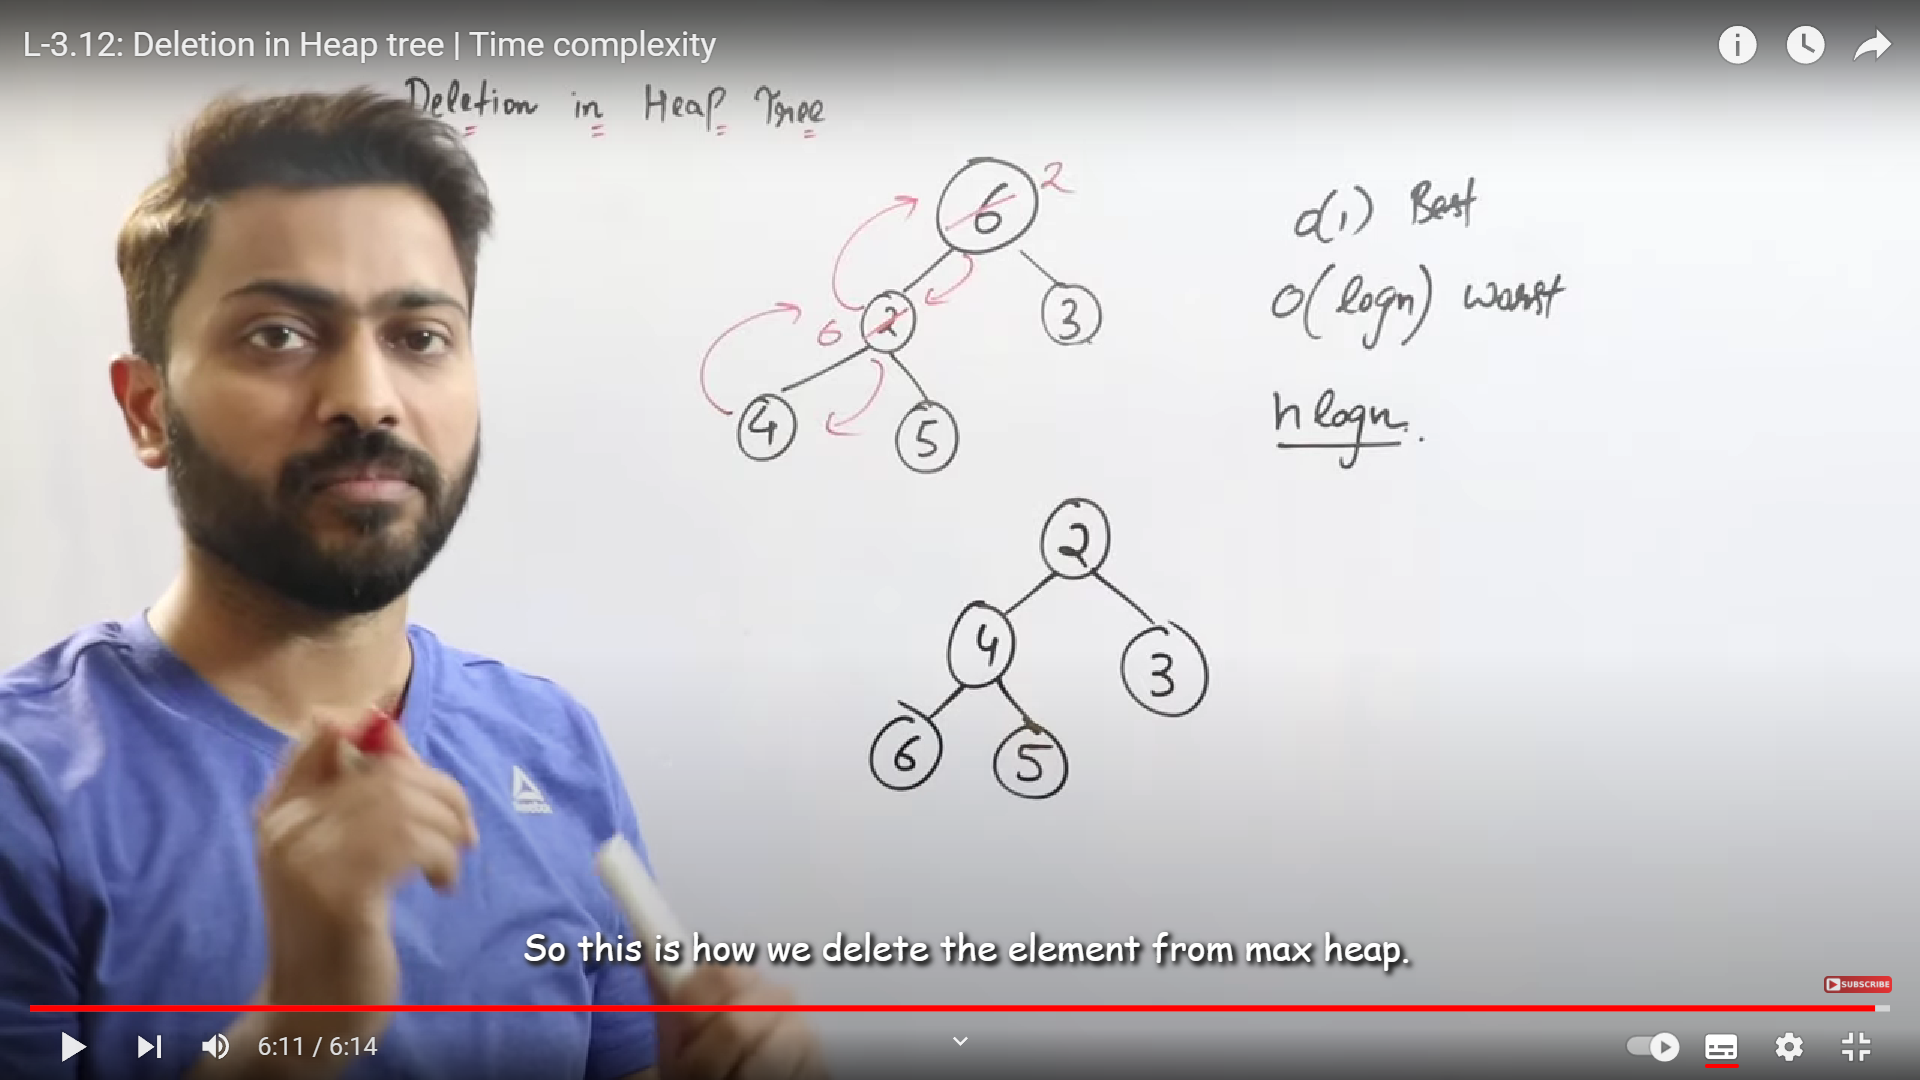 L-3.12: Deletion in Heap tree | Time complexity
Deletion in Heap Tree
6 2
6 2 3
4 5
O(1) Best
O(logn) worst
nlogn.
2
4 3
6 5
Reebok
So this is how we delete the element from max heap.
SUBSCRIBE
6:11 / 6:14